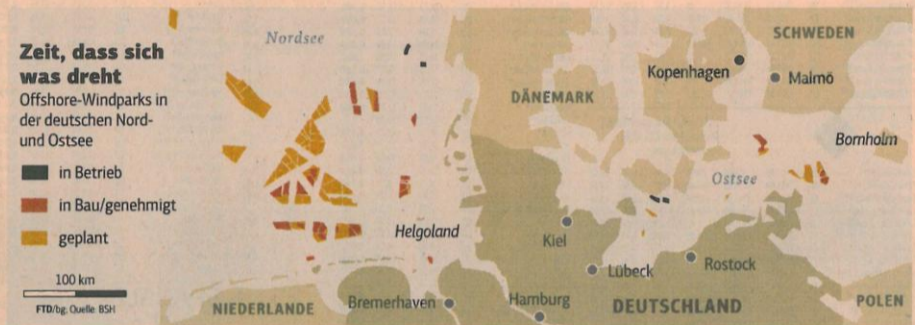 Zeit, dass sich
was dreht
Offshore-Windparks in
der deutschen Nord-
und Ostsee
in Betrieb
in Bau/genehmigt
geplant
100 km
FTD/bg, Quelle: BSH
Nordsee
Helgoland
NIEDERLANDE
Bremerhaven
Hamburg
DÄNEMARK
Kiel
Lübeck
Rostock
DEUTSCHLAND
SCHWEDEN
Kopenhagen
Malmö
Bornholm
Ostsee
POLEN